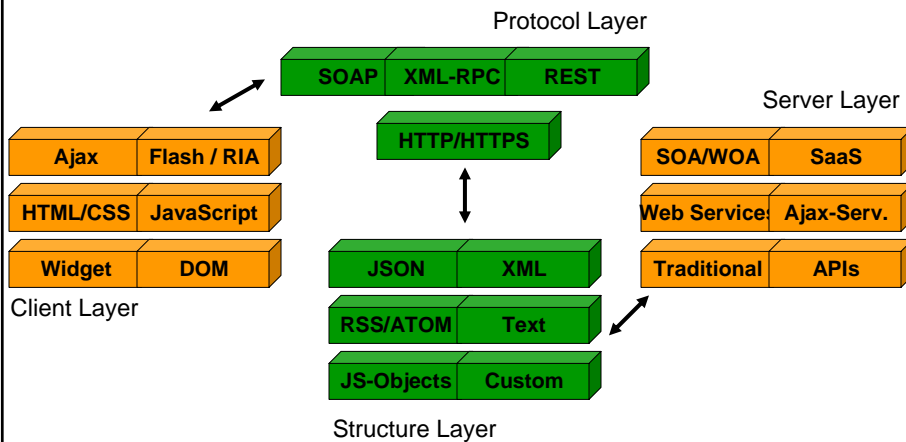 Protocol Layer
SOAP XML-RPC REST
HTTP/HTTPS
Client Layer
Ajax Flash / RIA
HTML/CSS JavaScript
Widget DOM
Structure Layer
JSON XML
RSS/ATOM Text
JS-Objects Custom
Server Layer
SOA/WOA SaaS
Web Services Ajax-Serv.
Traditional APIs